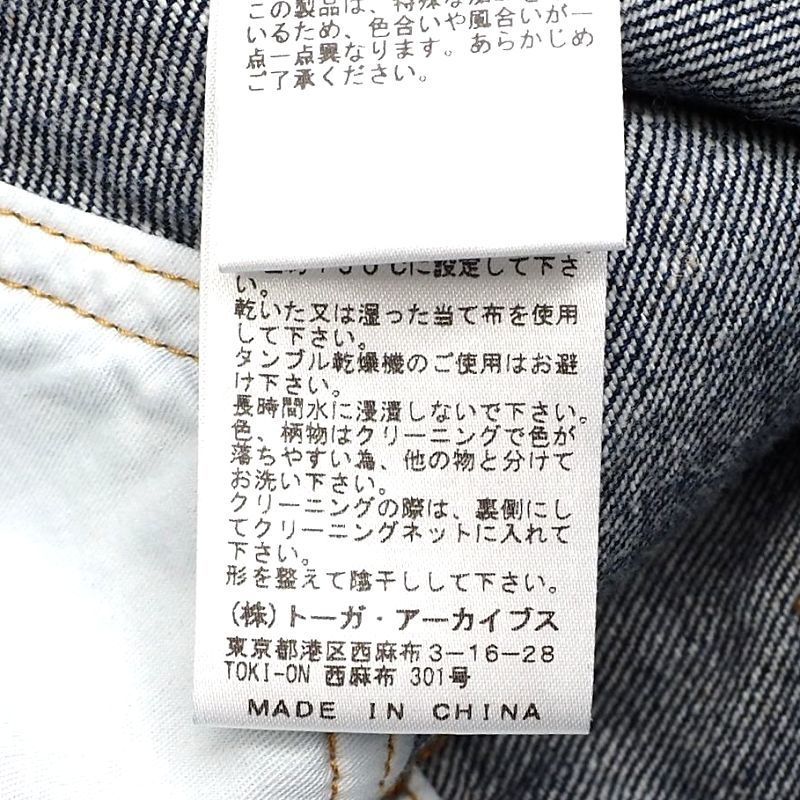 この製品は、特殊な
いるため、色合いや風合いが一
点一点異なります。あらかじめ
ご了承ください。
℃に設定して下さ
い。
乾いた又は湿った当て布を使用
して下さい。
タンブル乾燥機のご使用はお避
け下さい。
長時間水に浸漬しないで下さい。
色、柄物はクリーニングで色が
落ちやすい為、他の物と分けて
お洗い下さい。
クリーニングの際は、裏側にし
てクリーニングネットに入れて
下さい。
形を整えて陰干しして下さい。
(株)トーガ・アーカイブス
東京都港区西麻布3-16-28
TOKI-ON 西麻布 301号
MADE IN CHINA